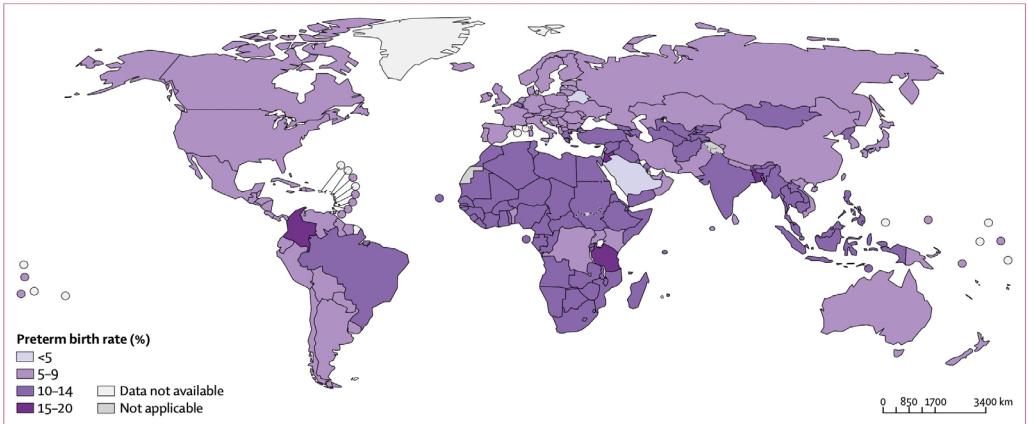 Preterm birth rate (%)
<5
5–9
10–14
15–20
Data not available
Not applicable
0 850 1700 3400 km